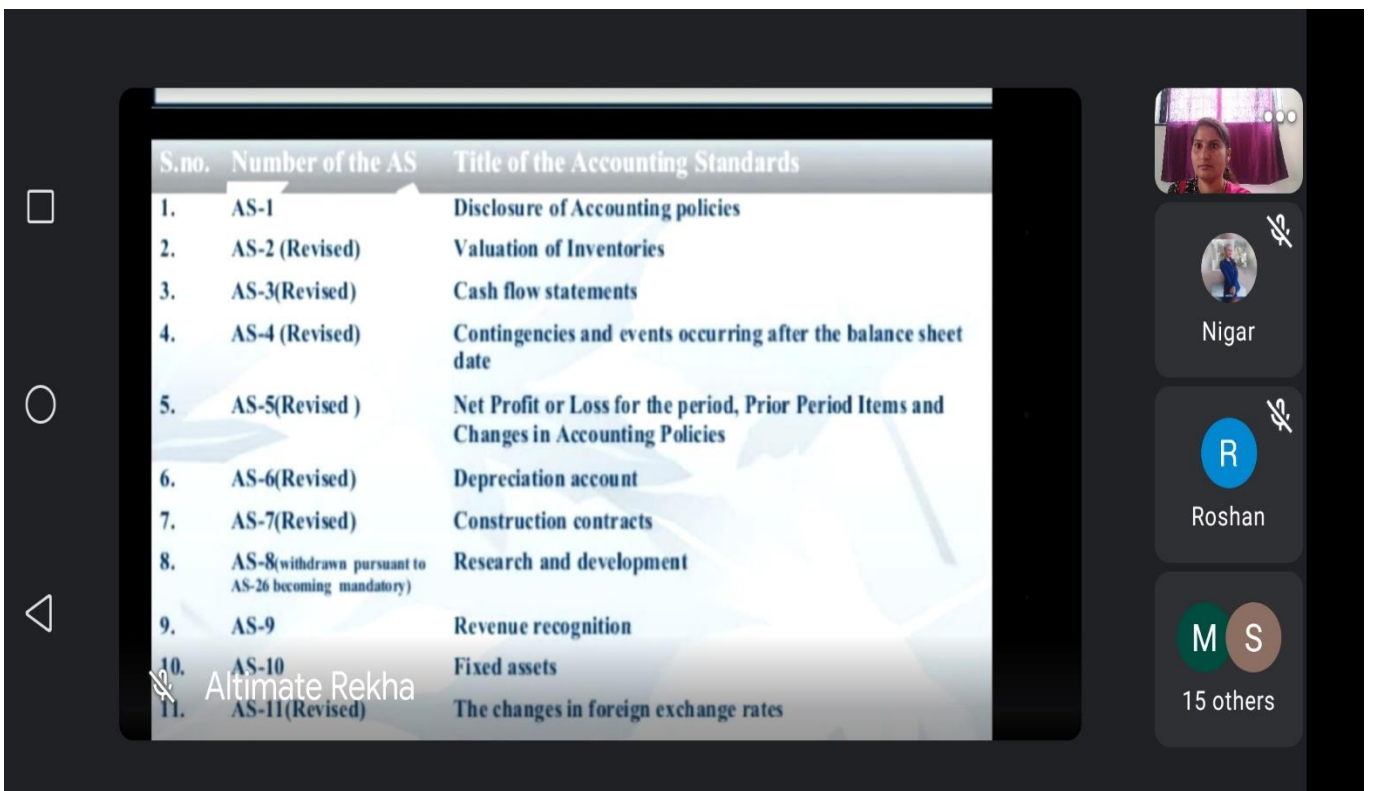 S.no. Number of the AS Title of the Accounting Standards
1. AS-1 Disclosure of Accounting policies
2. AS-2 (Revised) Valuation of Inventories
3. AS-3(Revised) Cash flow statements
4. AS-4 (Revised) Contingencies and events occurring after the balance sheet
date
5. AS-5(Revised ) Net Profit or Loss for the period, Prior Period Items and
Changes in Accounting Policies
6. AS-6(Revised) Depreciation account
7. AS-7(Revised) Construction contracts
8. AS-8(withdrawn pursuant to Research and development
AS-26 becoming mandatory)
9. AS-9 Revenue recognition
10. AS-10 Fixed assets
Altimate Rekha
11. AS-11(Revised) The changes in foreign exchange rates
Nigar
R
Roshan
M S
15 others